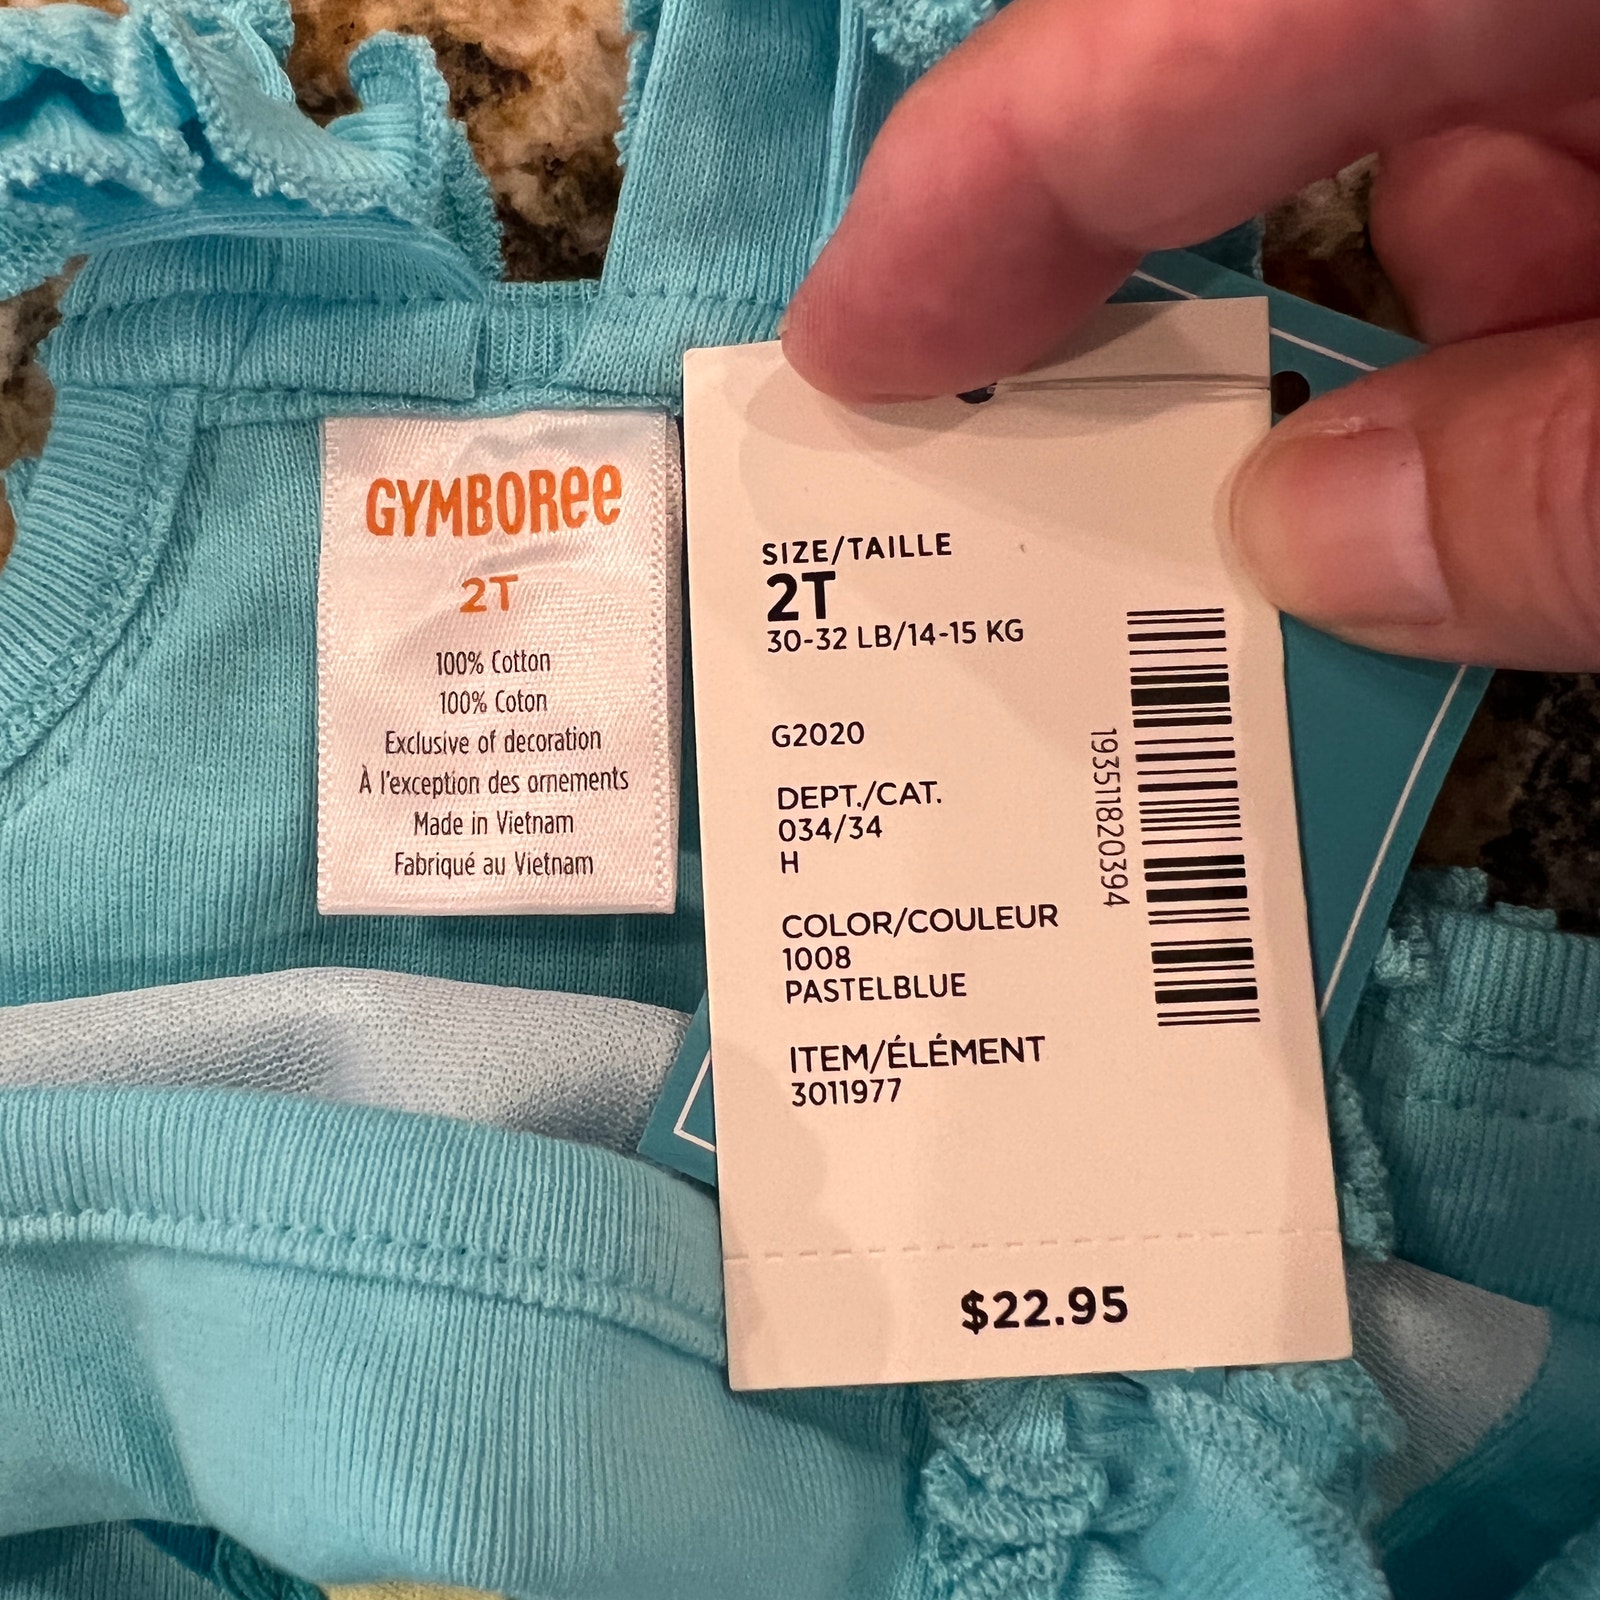 GYMBOREE
2T
100% Cotton
100% Coton
Exclusive of decoration
À l'exception des ornements
Made in Vietnam
Fabriqué au Vietnam
SIZE/TAILLE
2T
30-32 LB/14-15 KG
G2020
DEPT./CAT.
034/34
H
COLOR/COULEUR
1008
PASTELBLUE
ITEM/ÉLÉMENT
3011977
193511820394
$22.95